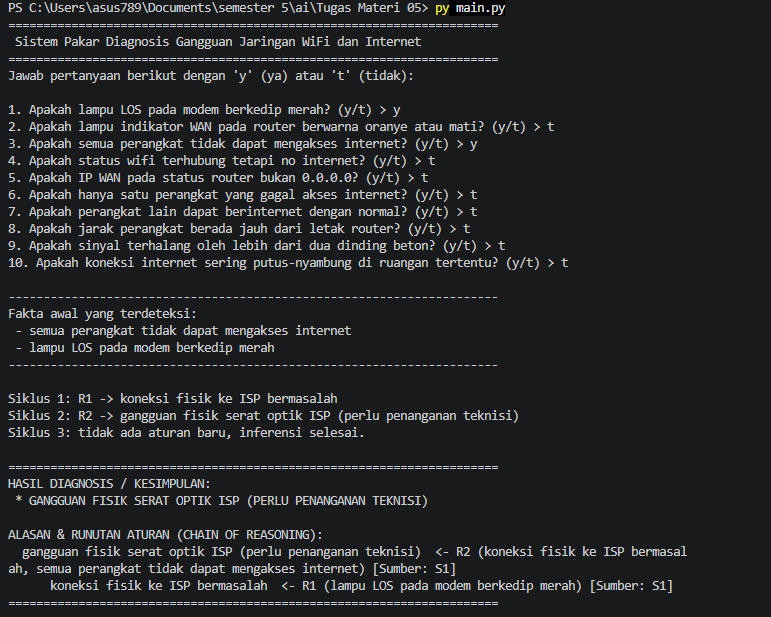 PS C:\Users\asus789\Documents\semester 5\ai\Tugas Materi 05> py main.py
======================================================================
Sistem Pakar Diagnosis Gangguan Jaringan WiFi dan Internet
======================================================================
Jawab pertanyaan berikut dengan 'y' (ya) atau 't' (tidak):
1. Apakah lampu LOS pada modem berkedip merah? (y/t) > y
2. Apakah lampu indikator WAN pada router berwarna oranye atau mati? (y/t) > t
3. Apakah semua perangkat tidak dapat mengakses internet? (y/t) > y
4. Apakah status wifi terhubung tetapi no internet? (y/t) > t
5. Apakah IP WAN pada status router bukan 0.0.0.0? (y/t) > t
6. Apakah hanya satu perangkat yang gagal akses internet? (y/t) > t
7. Apakah perangkat lain dapat berinternet dengan normal? (y/t) > t
8. Apakah jarak perangkat berada jauh dari letak router? (y/t) > t
9. Apakah sinyal terhalang oleh lebih dari dua dinding beton? (y/t) > t
10. Apakah koneksi internet sering putus-nyambung di ruangan tertentu? (y/t) > t
----------------------------------------------------------------------
Fakta awal yang terdeteksi:
- semua perangkat tidak dapat mengakses internet
- lampu LOS pada modem berkedip merah
----------------------------------------------------------------------
Siklus 1: R1 -> koneksi fisik ke ISP bermasalah
Siklus 2: R2 -> gangguan fisik serat optik ISP (perlu penanganan teknisi)
Siklus 3: tidak ada aturan baru, inferensi selesai.
======================================================================
HASIL DIAGNOSIS / KESIMPULAN:
* GANGGUAN FISIK SERAT OPTIK ISP (PERLU PENANGANAN TEKNISI)
ALASAN & RUNUTAN ATURAN (CHAIN OF REASONING):
gangguan fisik serat optik ISP (perlu penanganan teknisi)  <- R2 (koneksi fisik ke ISP bermasal
ah, semua perangkat tidak dapat mengakses internet) [Sumber: S1]
koneksi fisik ke ISP bermasalah  <- R1 (lampu LOS pada modem berkedip merah) [Sumber: S1]
======================================================================